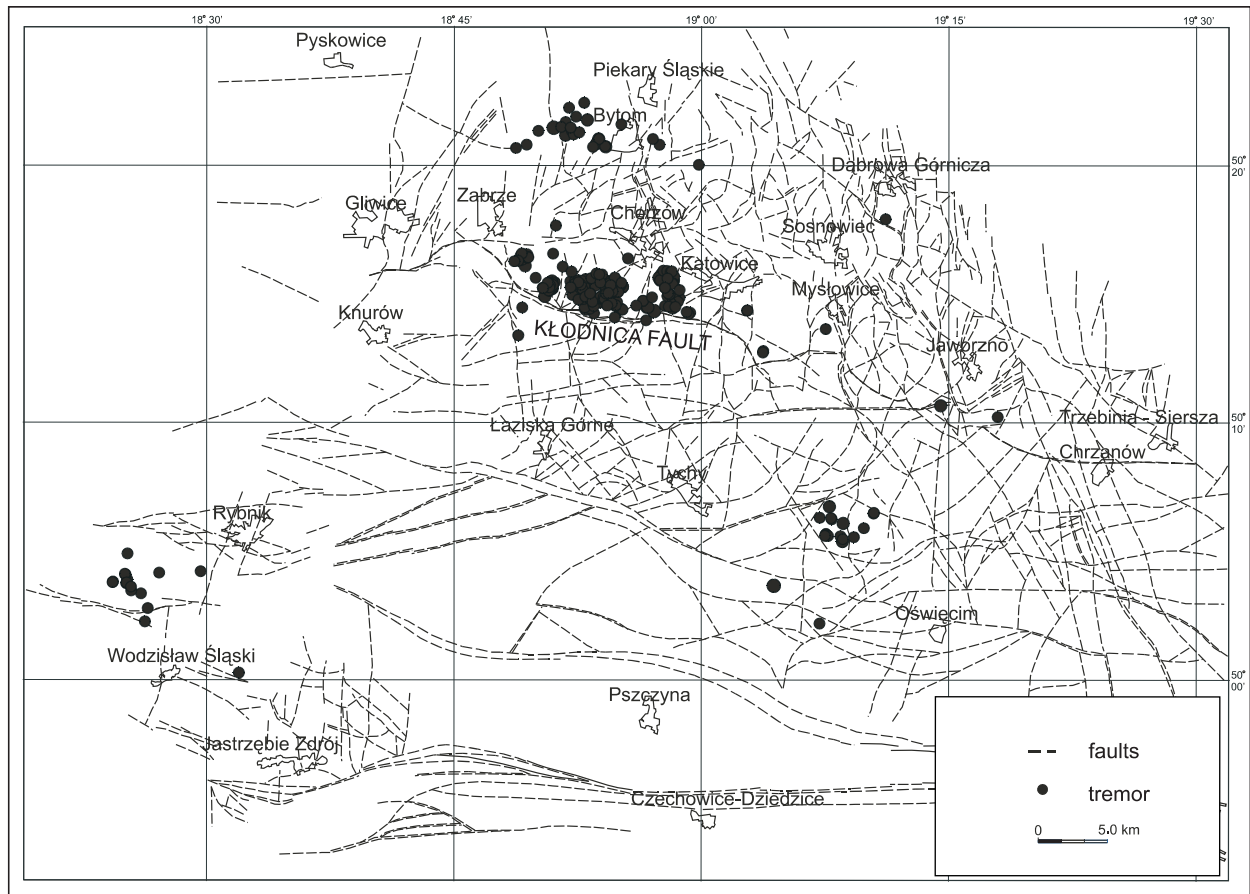 18° 30'
18° 45'
19° 00'
19° 15'
19° 30'
Pyskowice
Piekary Śląskie
Bytom
50°
20'
Dąbrowa Górnicza
Zabrze
Gliwice
Chorzów
Sosnowiec
Katowice
Mysłowice
Knurów
KŁODNICA FAULT
Jaworzno
Trzebinia - Siersza
50°
10'
Łaziska Górne
Chrzanów
Tychy
Rybnik
Oświęcim
Wodzisław Śląski
50°
00'
Pszczyna
Jastrzębie Zdrój
faults
Czechowice-Dziedzice
tremor
0 5.0 km